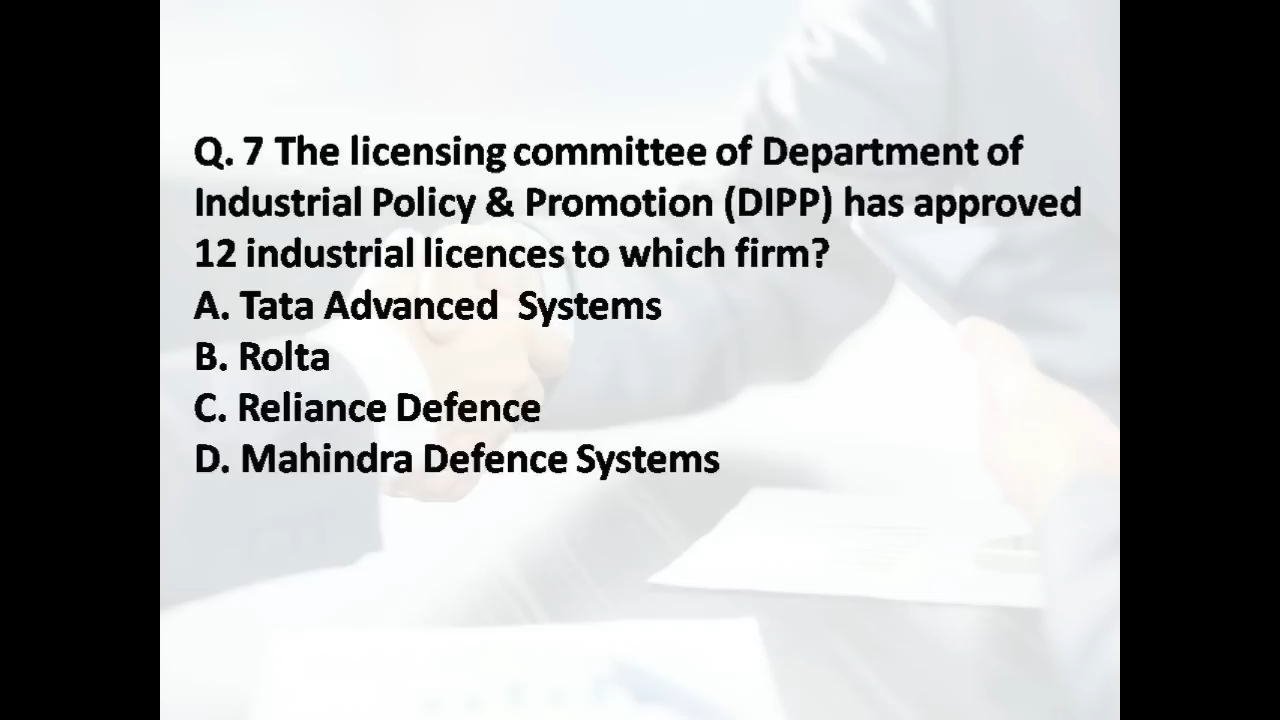 Q. 7 The licensing committee of Department of
Industrial Policy & Promotion (DIPP) has approved
12 industrial licences to which firm?
A. Tata Advanced  Systems
B. Rolta
C. Reliance Defence
D. Mahindra Defence Systems